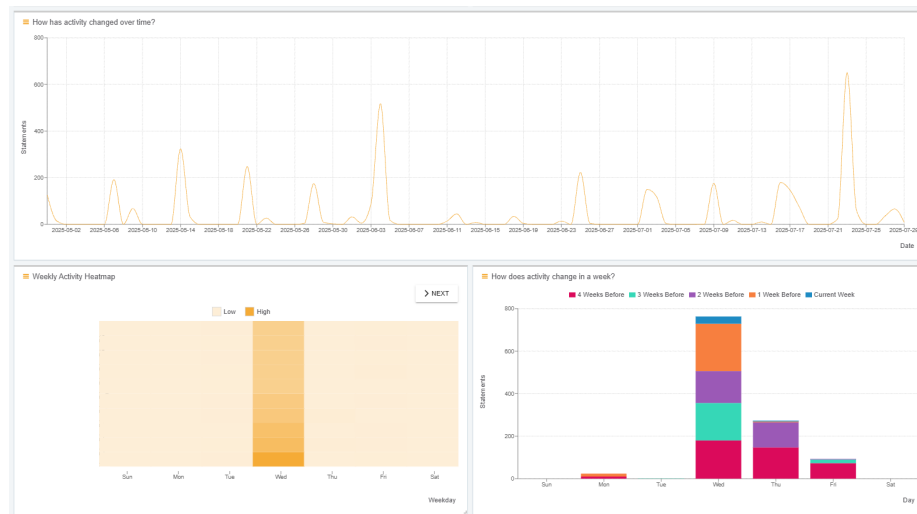 How has activity changed over time?
800
600
400
200
0
Statements
2025-05-02 2025-05-06 2025-05-10 2025-05-14 2025-05-18 2025-05-22 2025-05-26 2025-05-30 2025-06-03 2025-06-07 2025-06-11 2025-06-15 2025-06-19 2025-06-23 2025-06-27 2025-07-01 2025-07-05 2025-07-09 2025-07-13 2025-07-17 2025-07-21 2025-07-25 2025-07-29
Date
Weekly Activity Heatmap
NEXT
Low High
Sun Mon Tue Wed Thu Fri Sat
Weekday
How does activity change in a week?
4 Weeks Before 3 Weeks Before 2 Weeks Before 1 Week Before Current Week
800
600
400
200
0
Statements
Sun Mon Tue Wed Thu Fri Sat
Day